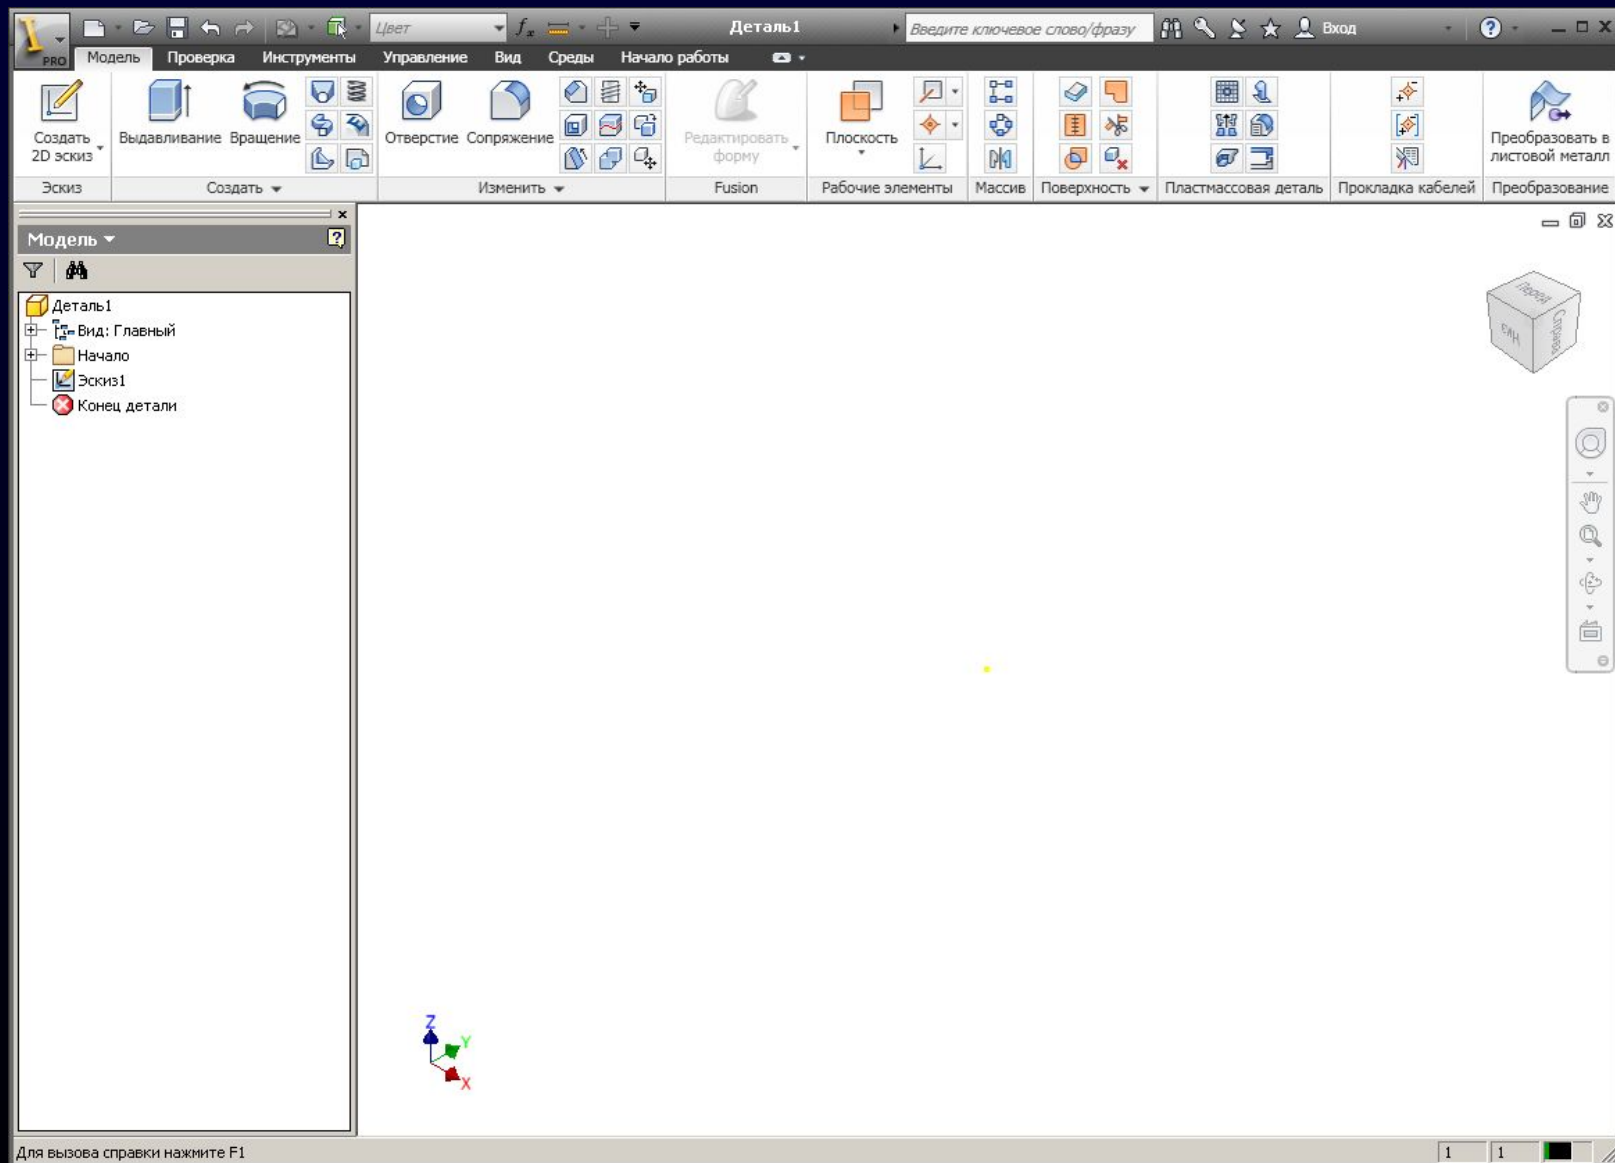 Цвет
Деталь1
Введите ключевое слово/фразу
Вход
PRO
Модель
Проверка
Инструменты
Управление
Вид
Среды
Начало работы
Создать
2D эскиз
Выдавливание
Вращение
Отверстие
Сопряжение
Редактировать
форму
Плоскость
Преобразовать в
листовой металл
Эскиз
Создать
Изменить
Fusion
Рабочие элементы
Массив
Поверхность
Пластмассовая деталь
Прокладка кабелей
Преобразование
Модель
Деталь1
Вид: Главный
Начало
Эскиз1
Конец детали
Перед
Справа
Низ
Z
Y
X
Для вызова справки нажмите F1
1
1